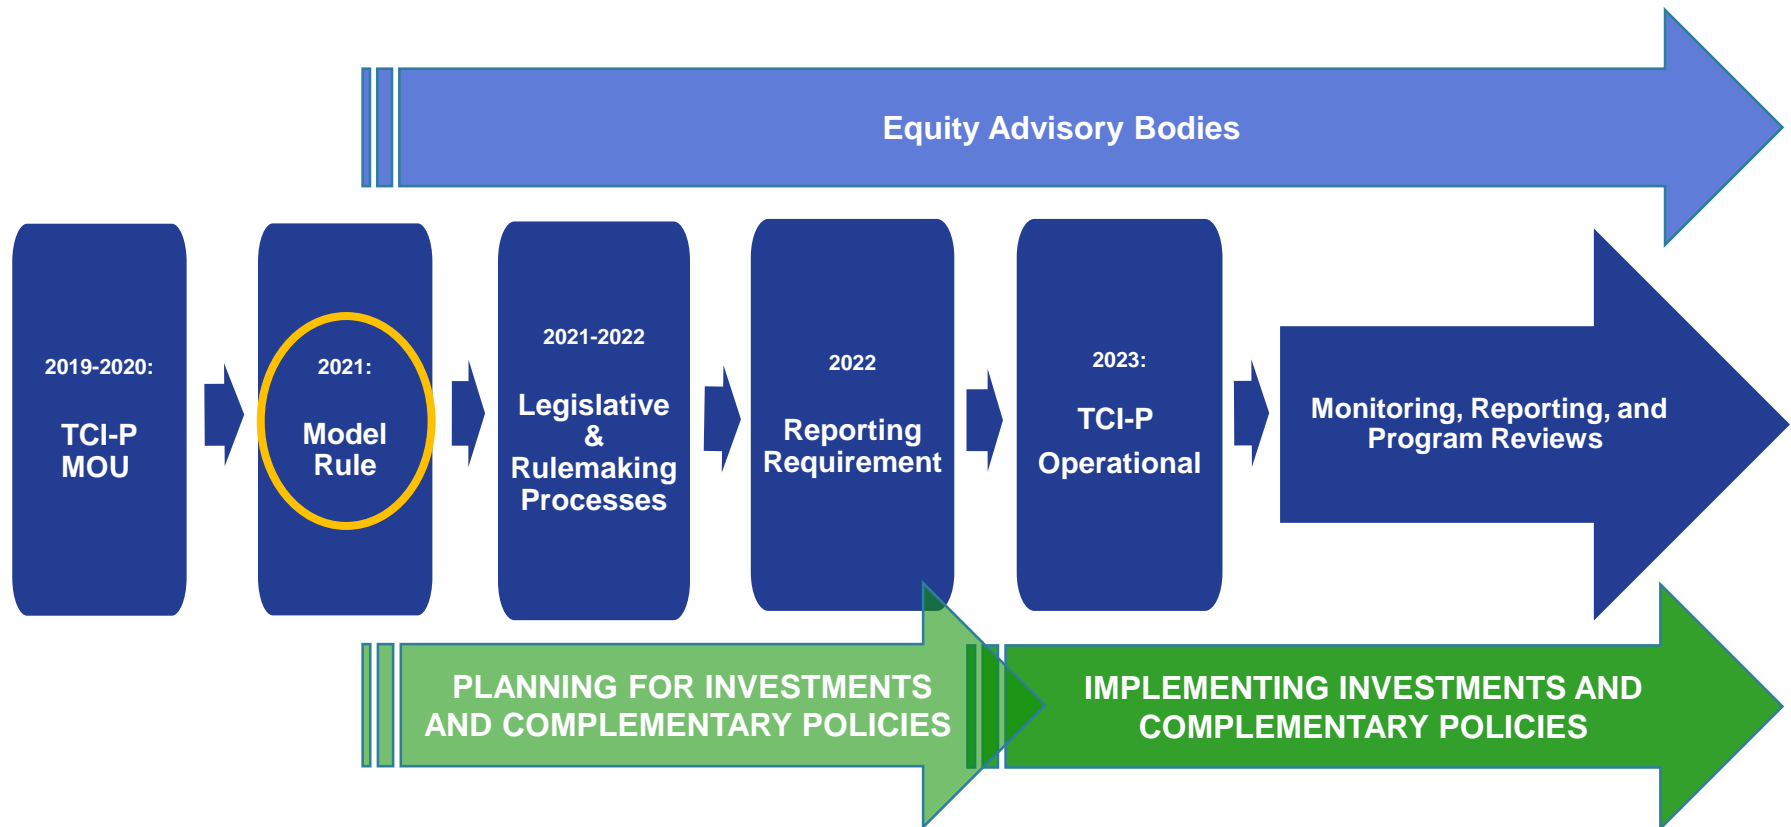 Equity Advisory Bodies
2019-2020:
TCI-P
MOU
2021:
Model
Rule
2021-2022
Legislative
&
Rulemaking
Processes
2022
Reporting
Requirement
2023:
TCI-P
Operational
Monitoring, Reporting, and
Program Reviews
PLANNING FOR INVESTMENTS
AND COMPLEMENTARY POLICIES
IMPLEMENTING INVESTMENTS AND
COMPLEMENTARY POLICIES